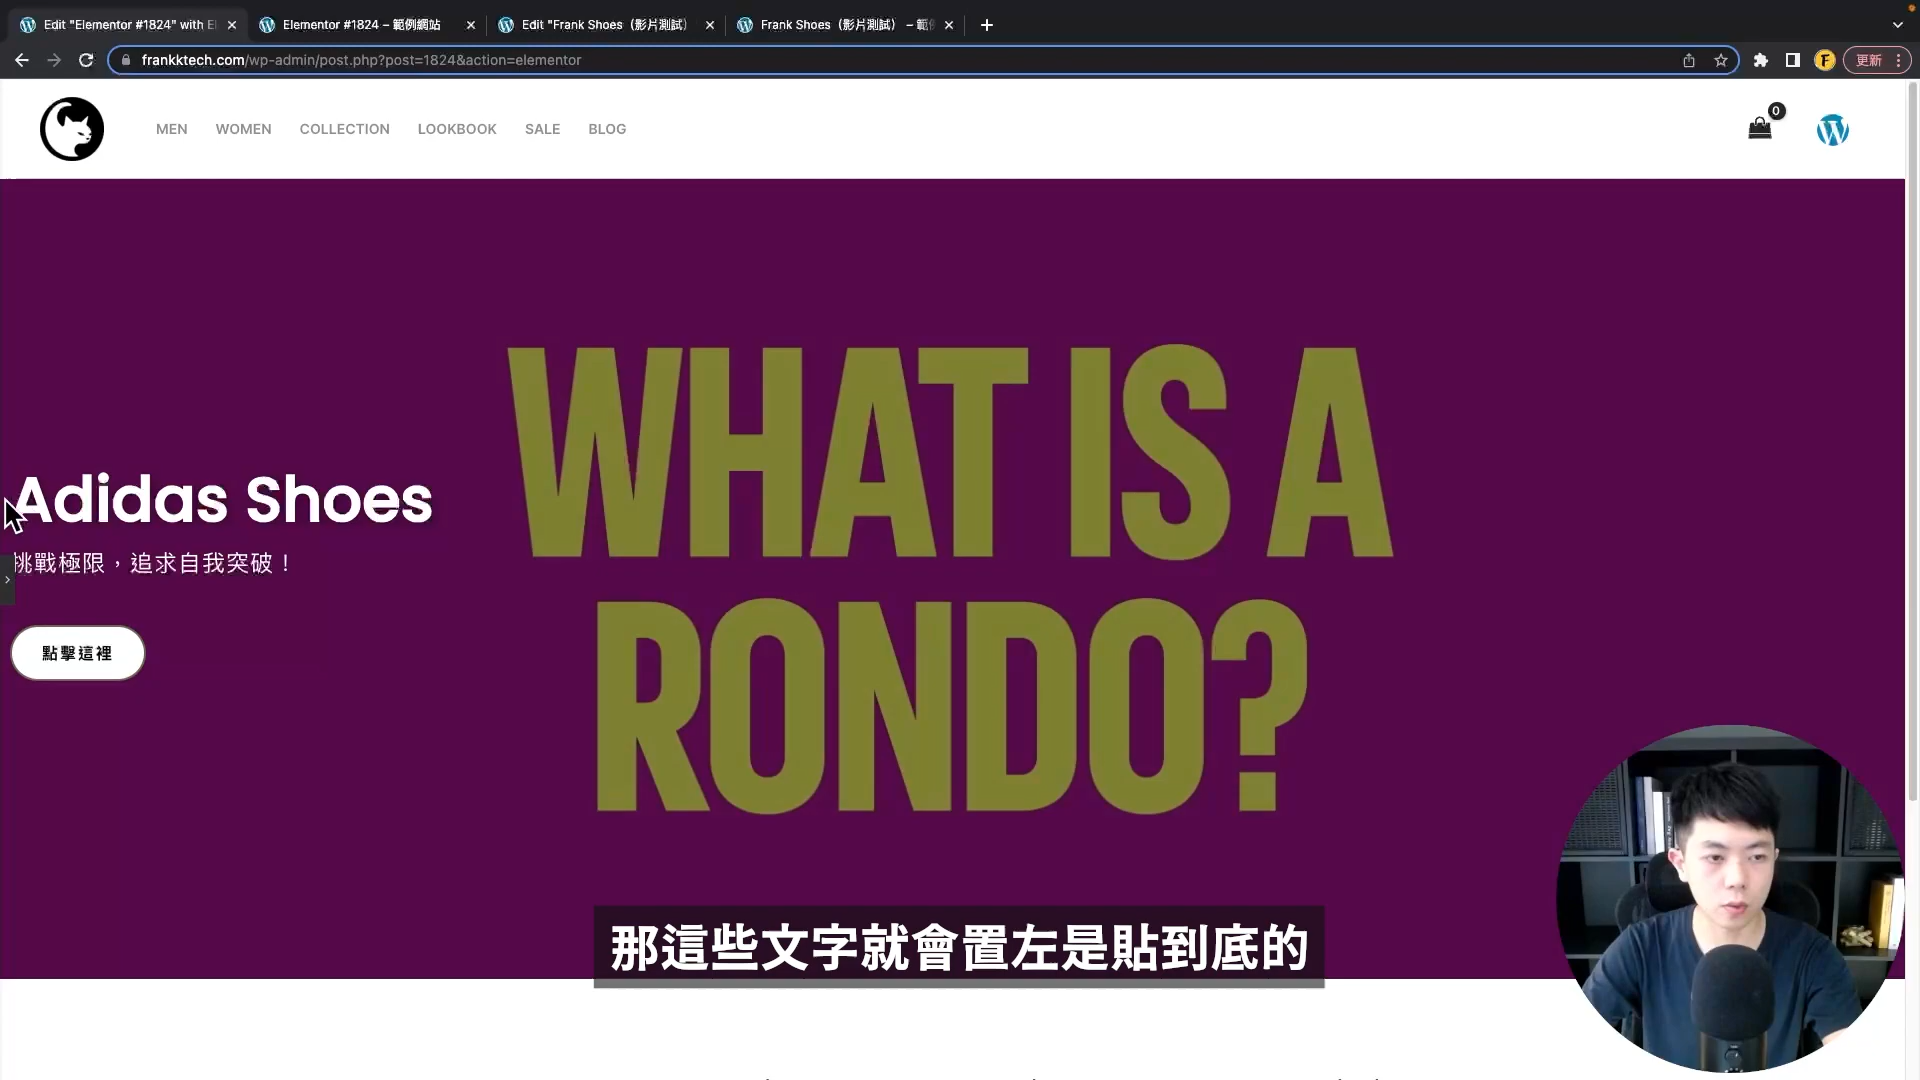 Edit "Elementor #1824" with El
Elementor #1824 – 範例網站
Edit "Frank Shoes（影片測試）
Frank Shoes（影片測試） – 範例
frankktech.com/wp-admin/post.php?post=1824&action=elementor
F
更新
MEN
WOMEN
COLLECTION
LOOKBOOK
SALE
BLOG
0
WHAT IS A
RONDO?
Adidas Shoes
挑戰極限，追求自我突破！
點擊這裡
那這些文字就會置左是貼到底的